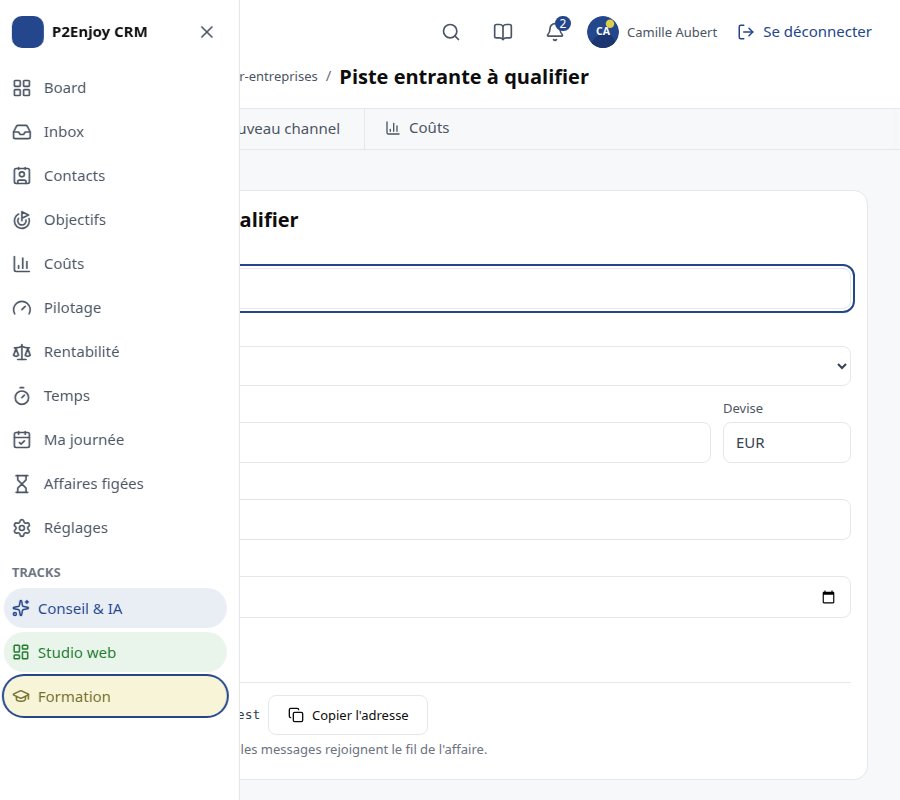 P2Enjoy CRM
2
CA
Camille Aubert
Se déconnecter
r-entreprises / Piste entrante à qualifier
uveau channel
Coûts
Board
Inbox
Contacts
Objectifs
Coûts
Pilotage
Rentabilité
Temps
Ma journée
Affaires figées
Réglages
TRACKS
Conseil & IA
Studio web
Formation
alifier
Devise
EUR
est
Copier l'adresse
les messages rejoignent le fil de l'affaire.